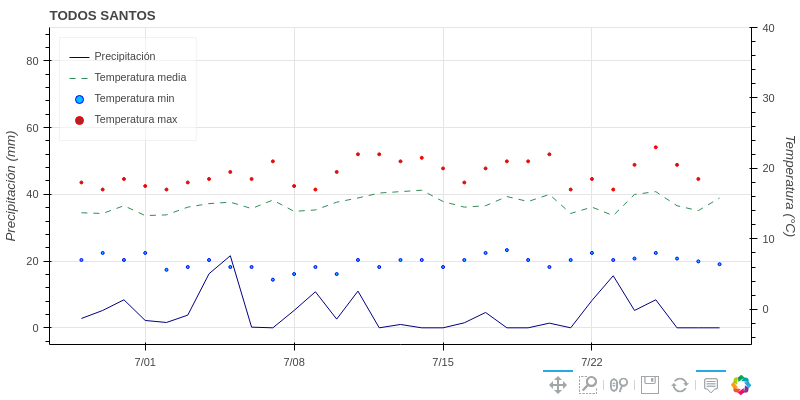 TODOS SANTOS
Precipitación
Temperatura media
Temperatura min
Temperatura max
Precipitación (mm)
80
60
40
20
0
40
30
20
10
0
Temperatura (°C)
7/01
7/08
7/15
7/22